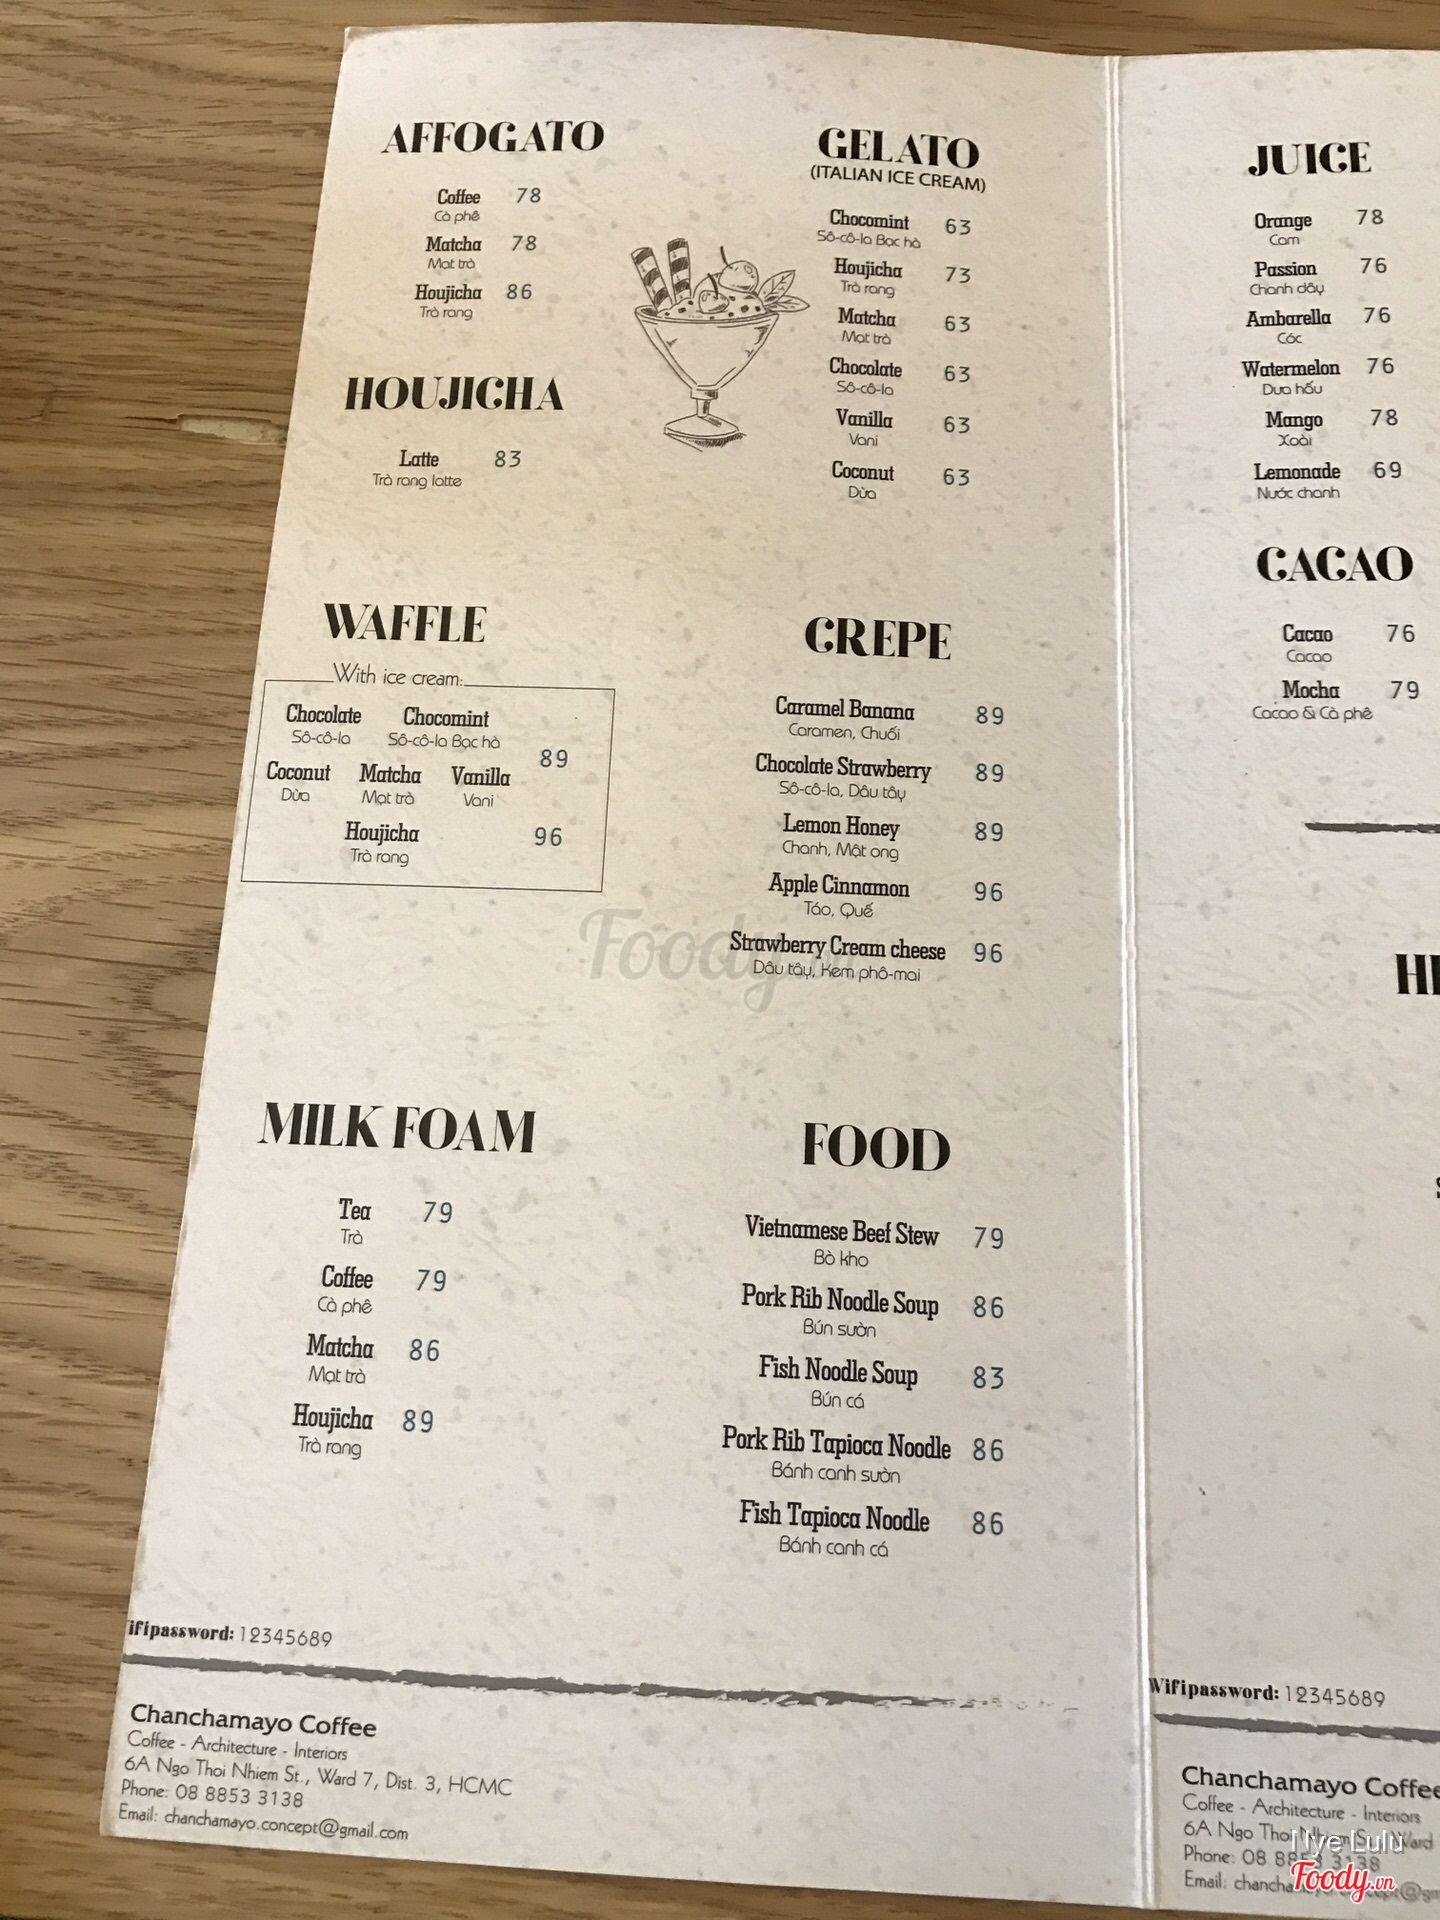 AFFOGATO
Coffee 78
Cà phê
Matcha 78
Mạt trà
Houjicha 86
Trà rang
HOUJICHA
Latte 83
Trà rang latte
GELATO
(ITALIAN ICE CREAM)
Chocomint 63
Sô-cô-la Bạc hà
Houjicha 73
Trà rang
Matcha 63
Mạt trà
Chocolate 63
Sô-cô-la
Vanilla 63
Vani
Coconut 63
Dừa
WAFFLE
With ice cream:
Chocolate Chocomint
Sô-cô-la Sô-cô-la Bạc hà
89
Coconut Matcha Vanilla
Dừa Mạt trà Vani
Houjicha 96
Trà rang
CREPE
Caramel Banana 89
Caramen, Chuối
Chocolate Strawberry 89
Sô-cô-la, Dâu tây
Lemon Honey 89
Chanh, Mật ong
Apple Cinnamon 96
Táo, Quế
Strawberry Cream cheese 96
Dâu tây, Kem phô-mai
Foody
MILK FOAM
Tea 79
Trà
Coffee 79
Cà phê
Matcha 86
Mạt trà
Houjicha 89
Trà rang
FOOD
Vietnamese Beef Stew 79
Bò kho
Pork Rib Noodle Soup 86
Bún sườn
Fish Noodle Soup 83
Bún cá
Pork Rib Tapioca Noodle 86
Bánh canh sườn
Fish Tapioca Noodle 86
Bánh canh cá
ifipassword: 12345689
Chanchamayo Coffee
Coffee - Architecture - Interiors
6A Ngo Thoi Nhiem St., Ward 7, Dist. 3, HCMC
Phone: 08 8853 3138
Email: chanchamayo.concept@gmail.com
JUICE
Orange 78
Cam
Passion 76
Chanh dây
Ambarella 76
Cóc
Watermelon 76
Dưa hấu
Mango 78
Xoài
Lemonade 69
Nước chanh
CACAO
Cacao 76
Cacao
Mocha 79
Cacao & Cà phê
Wifipassword: 12345689
Chanchamayo Coffee
Coffee - Architecture - Interiors
6A Ngo Thoi Nhiem St., Ward
Phone: 08 8853 3138
Email:
Nye Lulu
Foody.vn